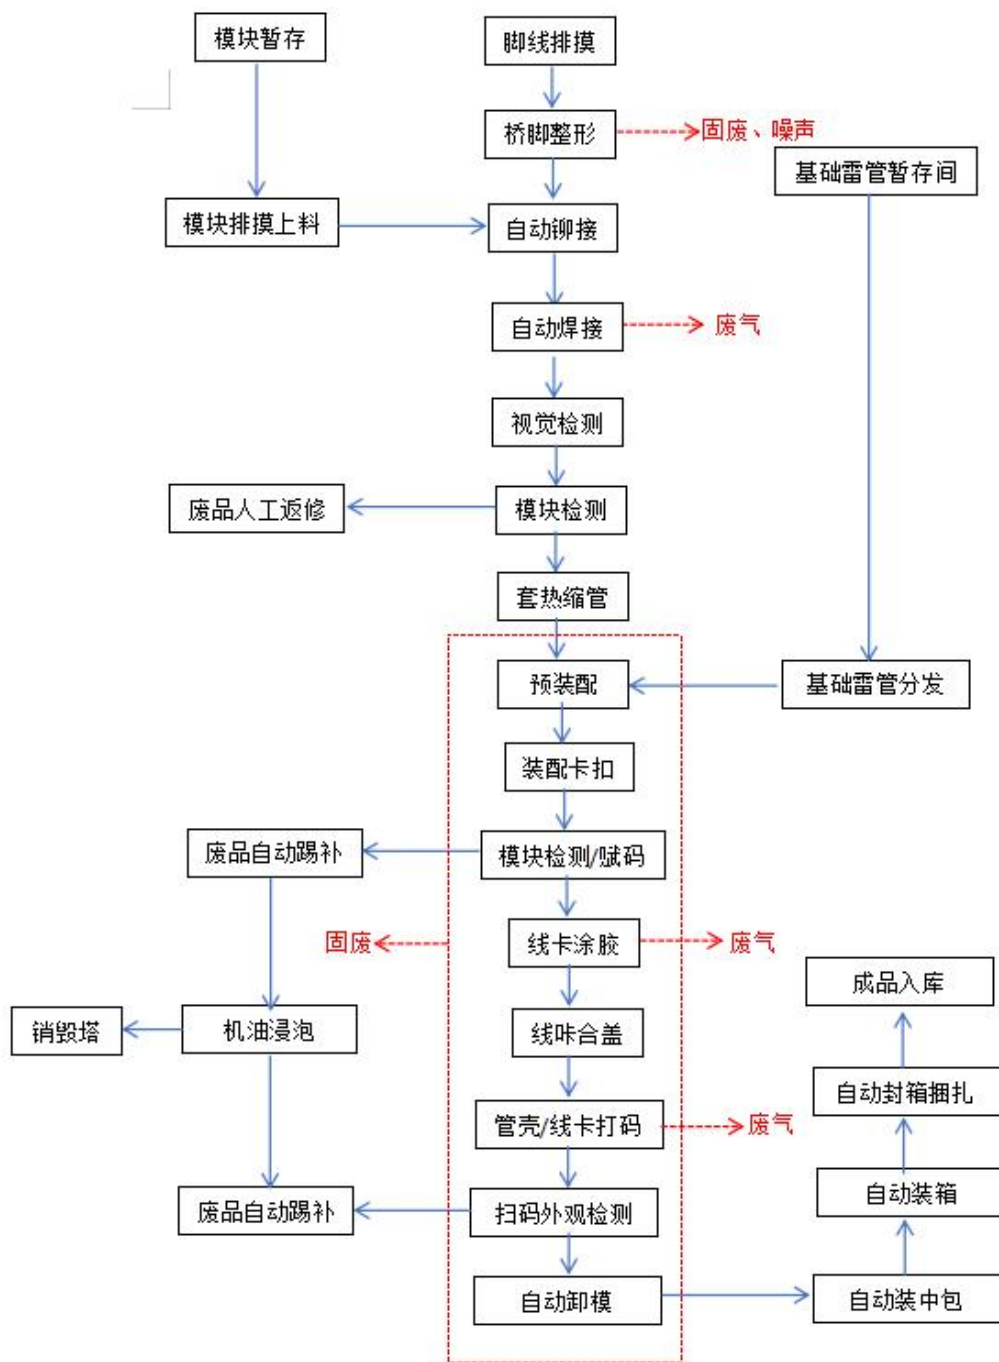 模块暂存
脚线排摸
桥脚整形
固废、噪声
基础雷管暂存间
模块排摸上料
自动铆接
自动焊接
废气
视觉检测
废品人工返修
模块检测
套热缩管
预装配
基础雷管分发
装配卡扣
废品自动踢补
模块检测/赋码
固废
线卡涂胶
废气
成品入库
销毁塔
机油浸泡
线咔合盖
自动封箱捆扎
管壳/线卡打码
废气
自动装箱
废品自动踢补
扫码外观检测
自动卸模
自动装中包